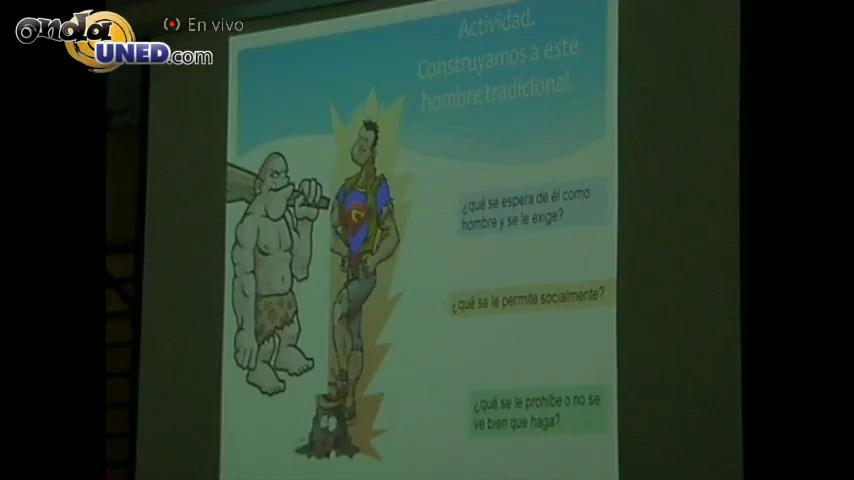 onda
UNED.com
En vivo
Actividad.
Construyamos a este
hombre tradicional.
¿qué se espera de él como
hombre y se le exige?
¿qué se le permite socialmente?
¿qué se le prohibe o no se
ve bien que haga?